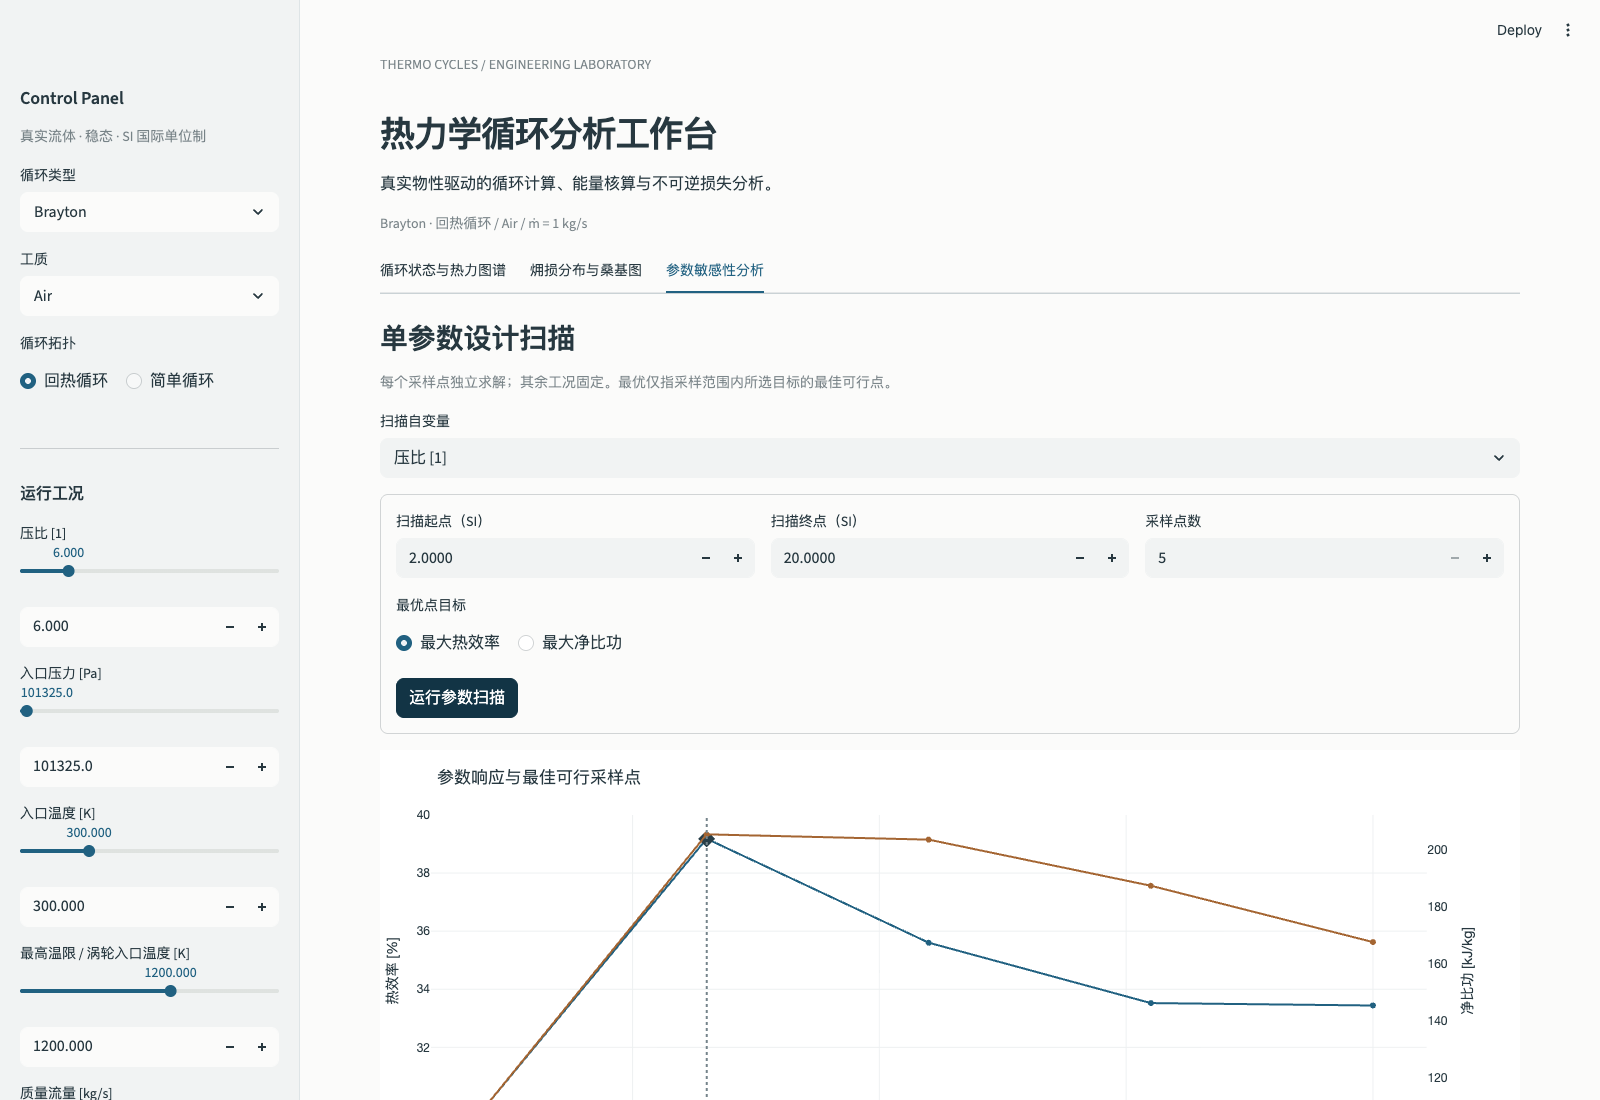 Deploy
Control Panel
真实流体 · 稳态 · SI 国际单位制
循环类型
Brayton
工质
Air
循环拓扑
回热循环
简单循环
运行工况
压比 [1]
6.000
6.000
入口压力 [Pa]
101325.0
101325.0
入口温度 [K]
300.000
300.000
最高温限 / 涡轮入口温度 [K]
1200.000
1200.000
质量流量 [kg/s]
THERMO CYCLES / ENGINEERING LABORATORY
热力学循环分析工作台
真实物性驱动的循环计算、能量核算与不可逆损失分析。
Brayton · 回热循环 / Air / ṁ = 1 kg/s
循环状态与热力图谱
㶲损分布与桑基图
参数敏感性分析
单参数设计扫描
每个采样点独立求解；其余工况固定。最优仅指采样范围内所选目标的最佳可行点。
扫描自变量
压比 [1]
扫描起点（SI）
扫描终点（SI）
采样点数
2.0000
20.0000
5
最优点目标
最大热效率
最大净比功
运行参数扫描
参数响应与最佳可行采样点
40
38
36
34
32
热效率 [%]
200
180
160
140
120
净比功 [kJ/kg]